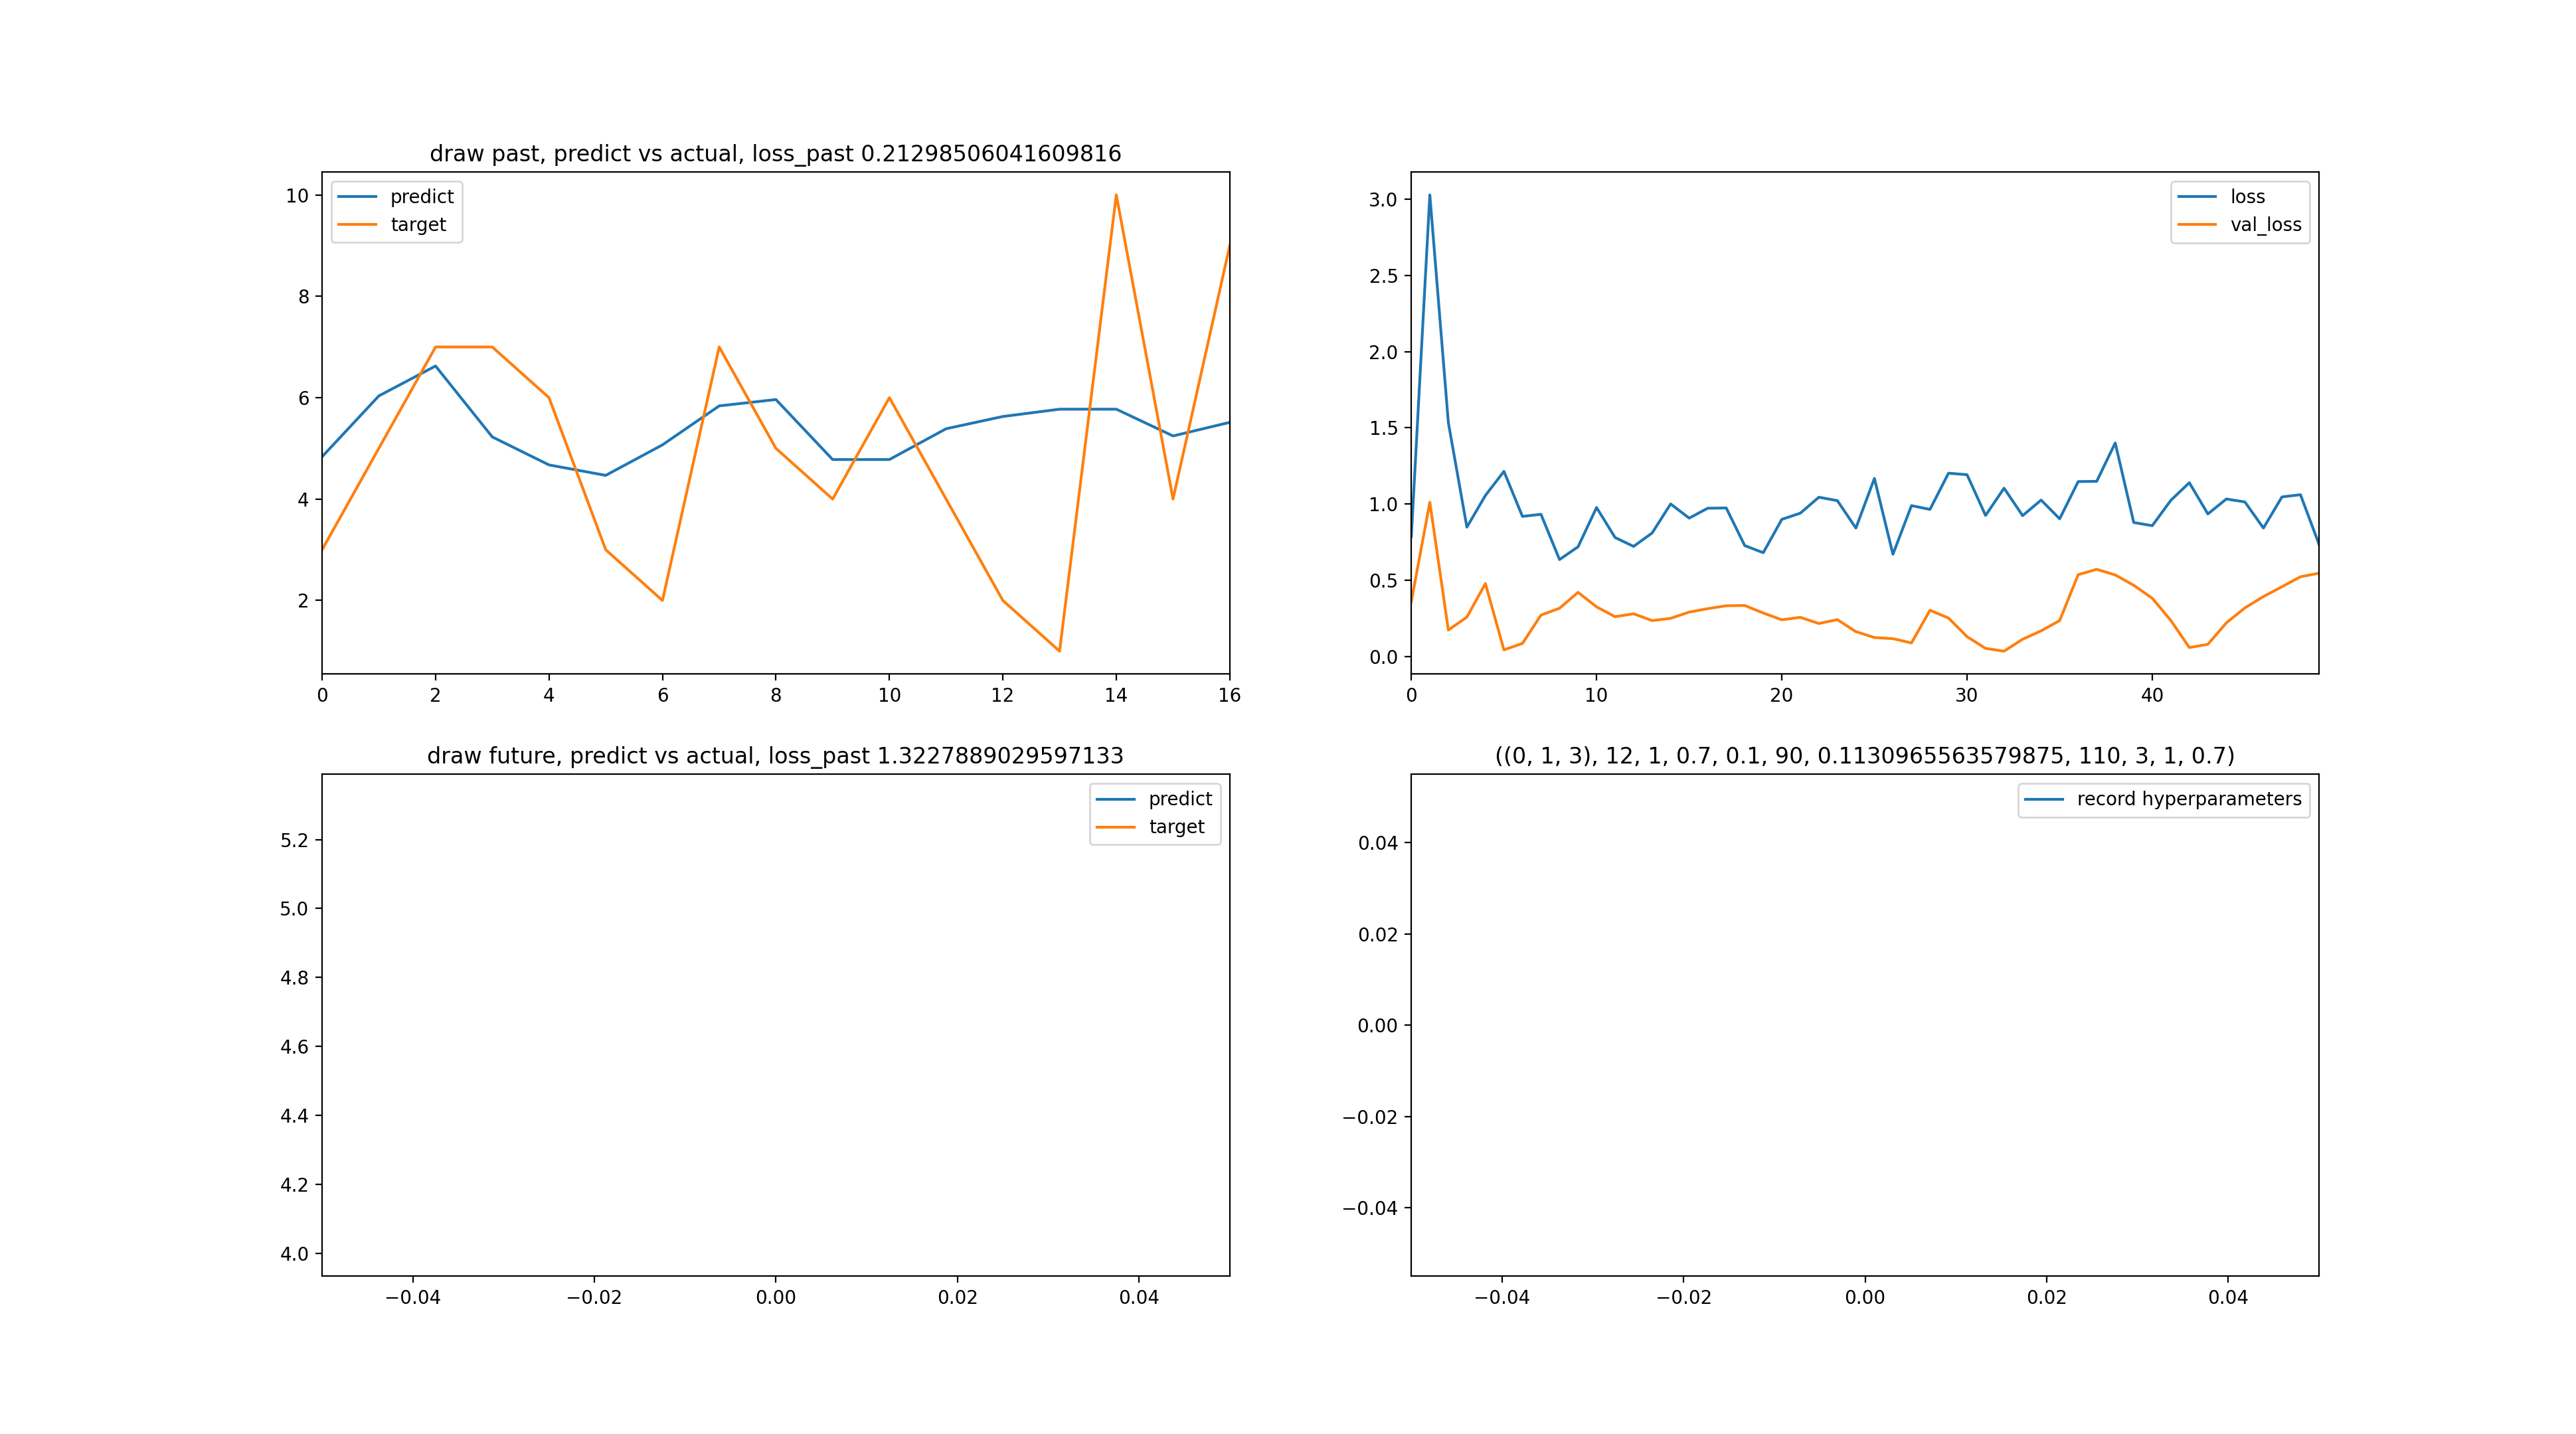 draw past, predict vs actual, loss_past 0.21298506041609816
predict
target
10
8
6
4
2
0 2 4 6 8 10 12 14 16
loss
val_loss
3.0
2.5
2.0
1.5
1.0
0.5
0.0
0 10 20 30 40
draw future, predict vs actual, loss_past 1.3227889029597133
predict
target
5.2
5.0
4.8
4.6
4.4
4.2
4.0
−0.04 −0.02 0.00 0.02 0.04
((0, 1, 3), 12, 1, 0.7, 0.1, 90, 0.1130965563579875, 110, 3, 1, 0.7)
record hyperparameters
0.04
0.02
0.00
−0.02
−0.04
−0.04 −0.02 0.00 0.02 0.04